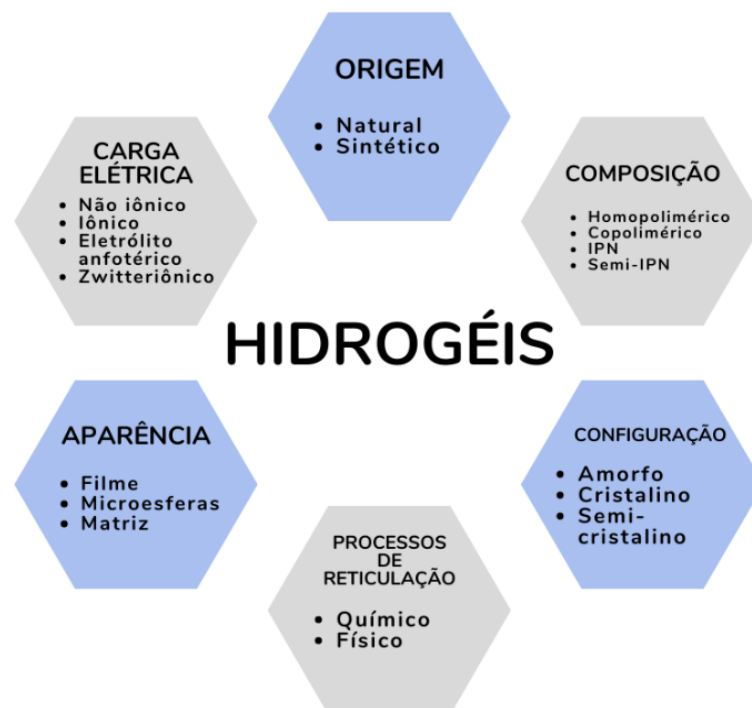 ORIGEM
• Natural
• Sintético
CARGA
ELÉTRICA
• Não iônico
• Iônico
• Eletrólito
anfotérico
• Zwitteriônico
COMPOSIÇÃO
• Homopolimérico
• Copolimérico
• IPN
• Semi-IPN
HIDROGÉIS
APARÊNCIA
• Filme
• Microesferas
• Matriz
CONFIGURAÇÃO
• Amorfo
• Cristalino
• Semi-
cristalino
PROCESSOS
DE
RETICULAÇÃO
• Químico
• Físico